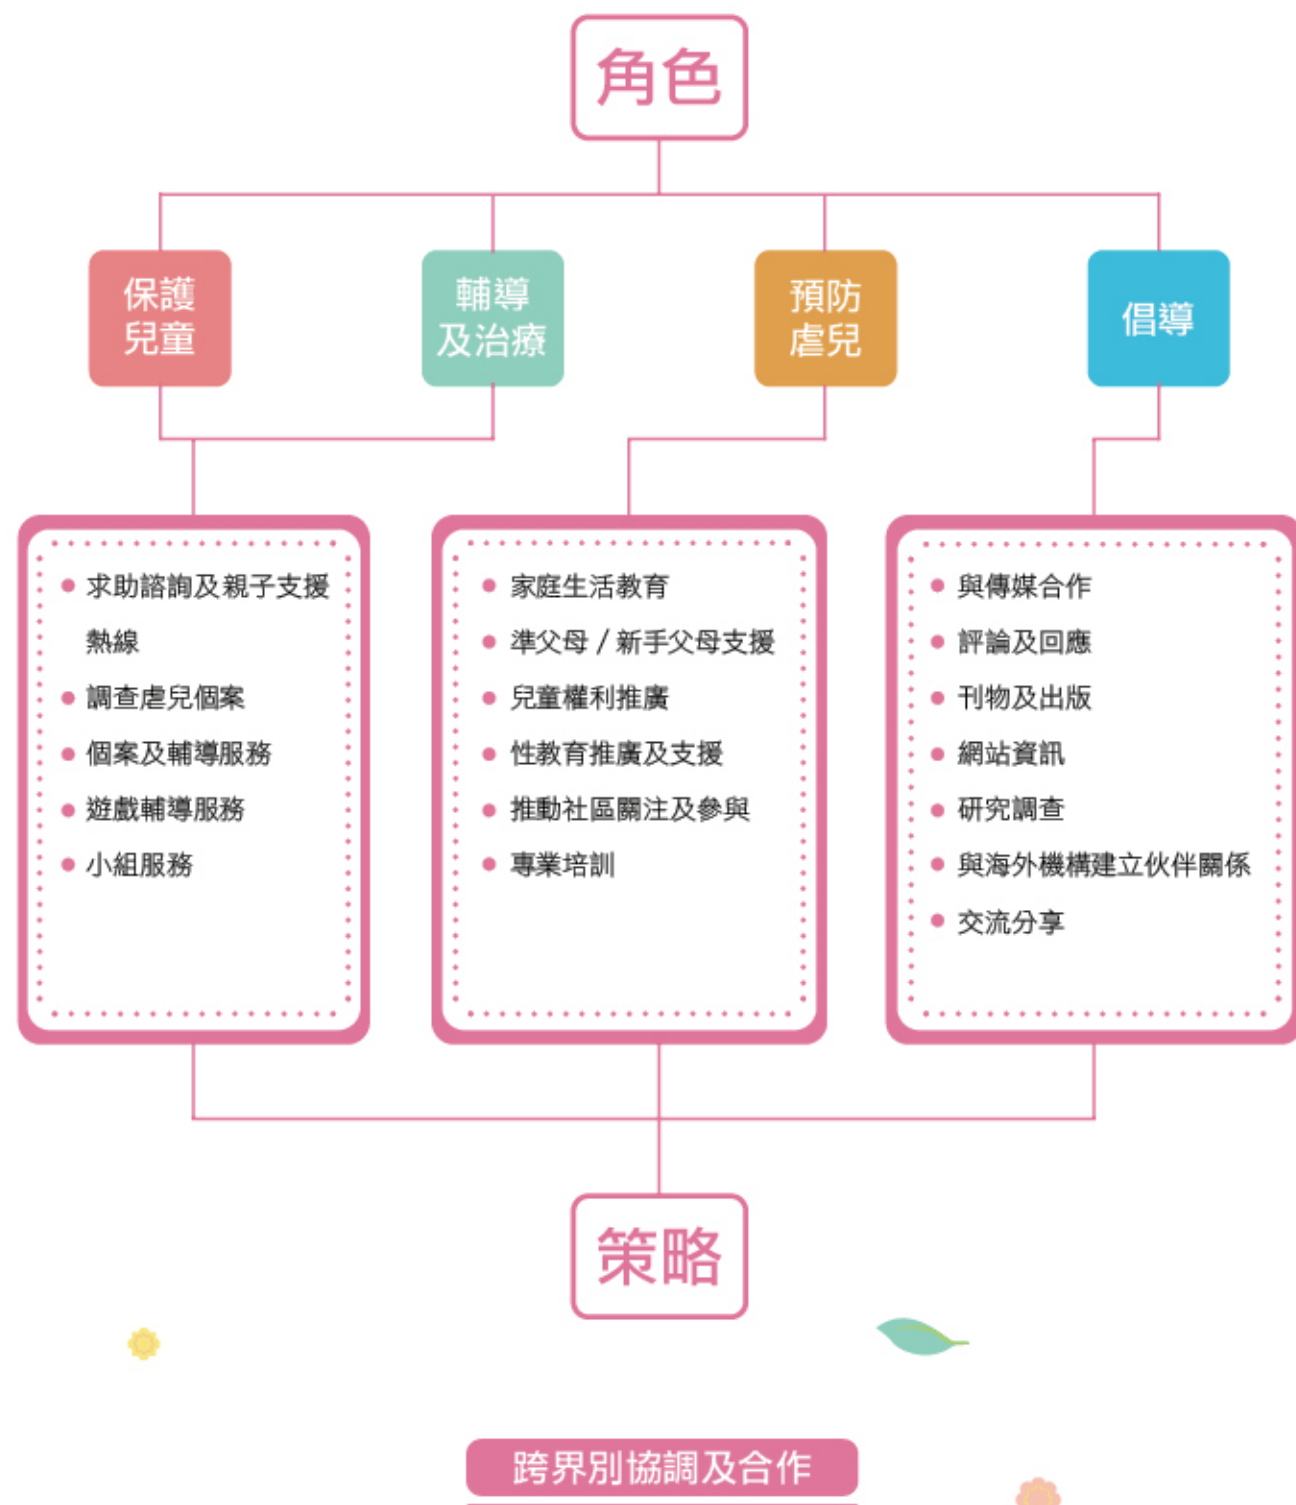 角色
保護
兒童
輔導
及治療
預防
虐兒
倡導
求助諮詢及親子支援
熱線
調查虐兒個案
個案及輔導服務
遊戲輔導服務
小組服務
家庭生活教育
準父母 / 新手父母支援
兒童權利推廣
性教育推廣及支援
推動社區關注及參與
專業培訓
與傳媒合作
評論及回應
刊物及出版
網站資訊
研究調查
與海外機構建立伙伴關係
交流分享
策略
跨界別協調及合作